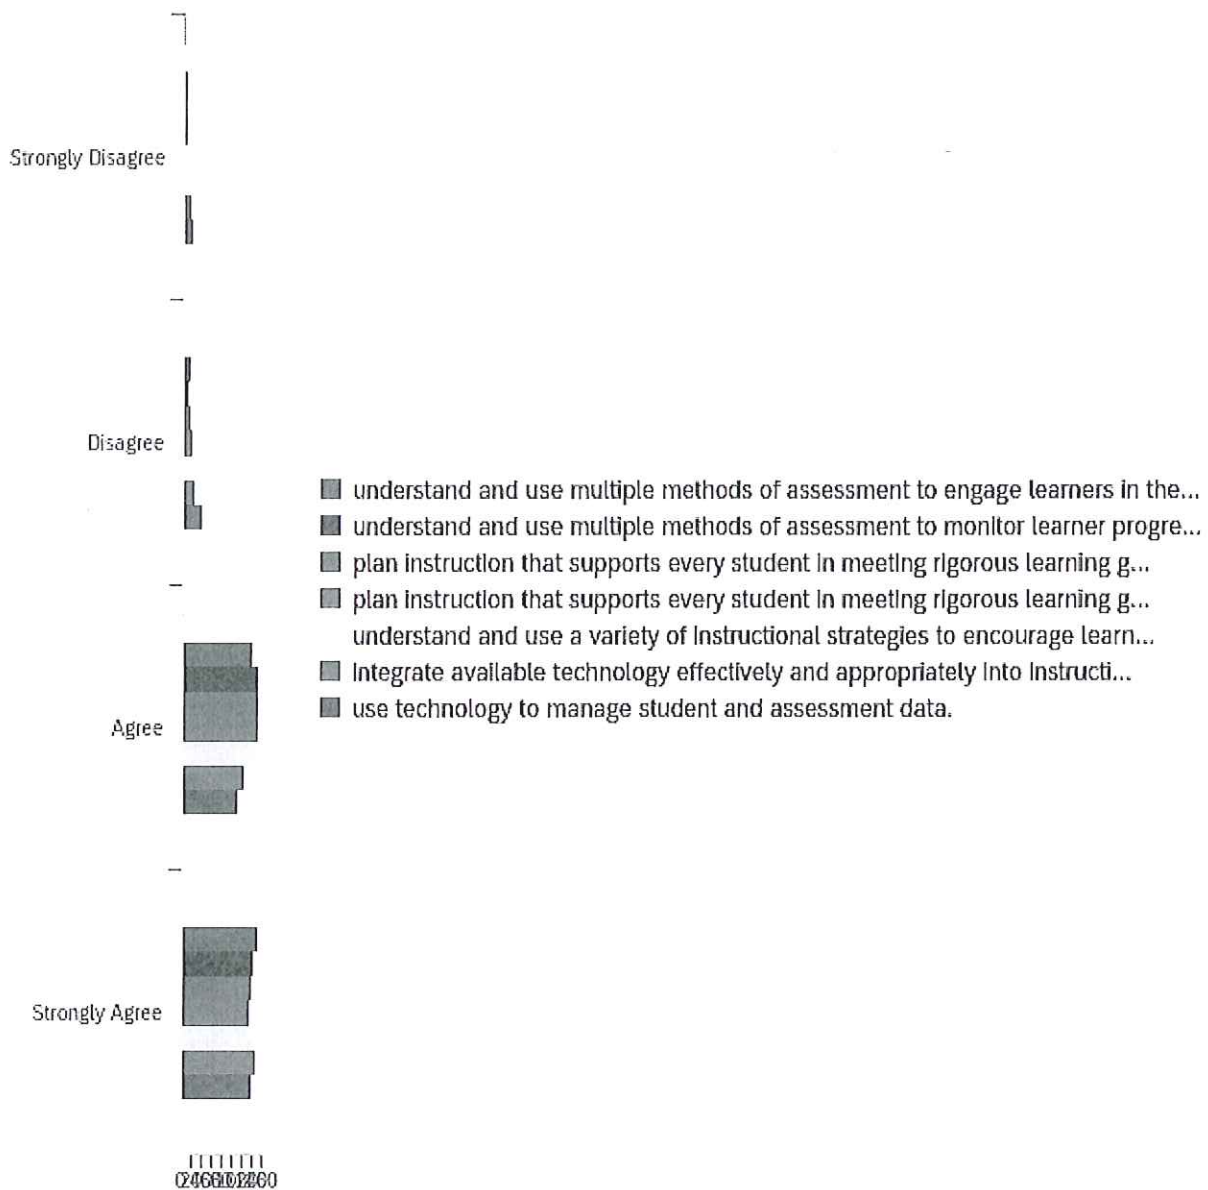 Strongly Disagree
Disagree
understand and use multiple methods of assessment to engage learners in the...
understand and use multiple methods of assessment to monitor learner progre...
plan instruction that supports every student in meeting rigorous learning g...
plan instruction that supports every student in meeting rigorous learning g...
understand and use a variety of instructional strategies to encourage learn...
integrate available technology effectively and appropriately into instructi...
use technology to manage student and assessment data.
Agree
Strongly Agree